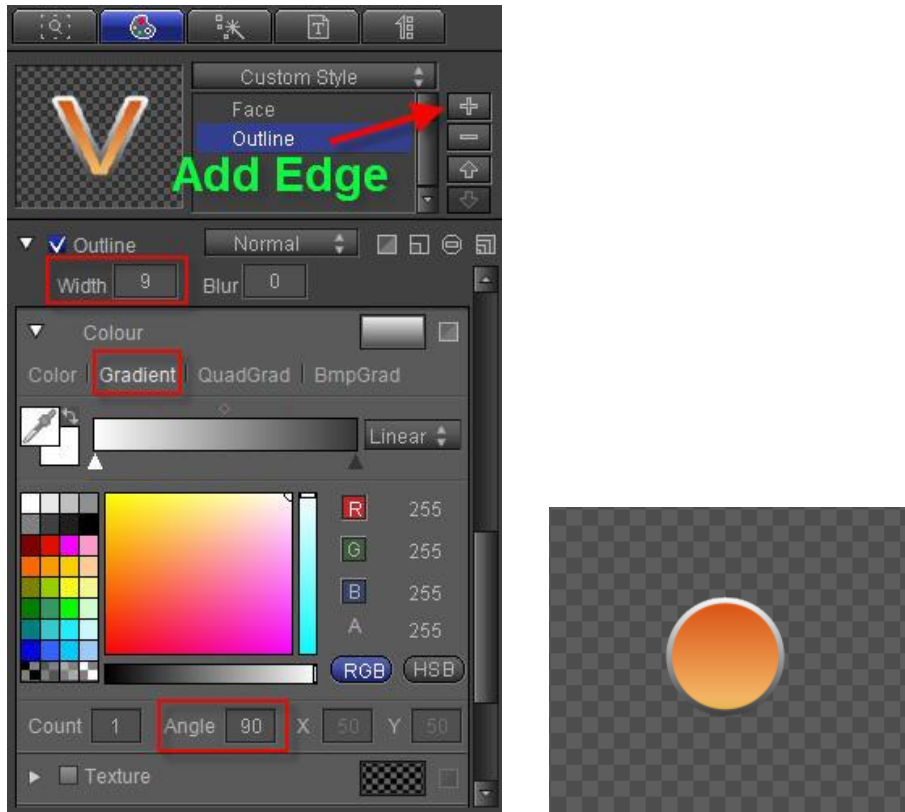 T
Custom Style
Face
Outline
Add Edge
Outline Normal
Width 9 Blur 0
Colour
Color Gradient QuadGrad BmpGrad
Linear
R 255
G 255
B 255
A 255
RGB HSB
Count 1 Angle 90 X 50 Y 50
Texture